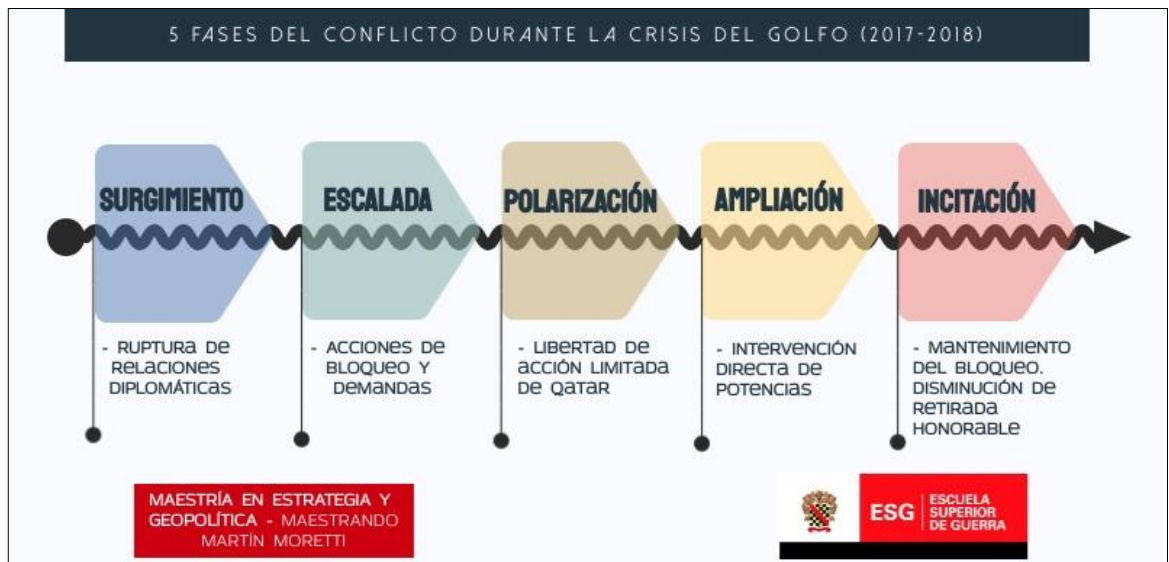 5 FASES DEL CONFLICTO DURANTE LA CRISIS DEL GOLFO (2017-2018)
SURGIMIENTO
ESCALADA
POLARIZACIÓN
AMPLIACIÓN
INCITACIÓN
- RUPTURA DE
RELACIONES
DIPLOMÁTICAS
- ACCIONES DE
BLOQUEO Y
DEMANDAS
- LIBERTAD DE
ACCIÓN LIMITADA
DE QATAR
- INTERVENCIÓN
DIRECTA DE
POTENCIAS
- MANTENIMIENTO
DEL BLOQUEO.
DISMINUCIÓN DE
RETIRADA
HONORABLE
MAESTRÍA EN ESTRATEGIA Y
GEOPOLÍTICA - MAESTRANDO
MARTÍN MORETTI
ESG
ESCUELA
SUPERIOR
DE GUERRA